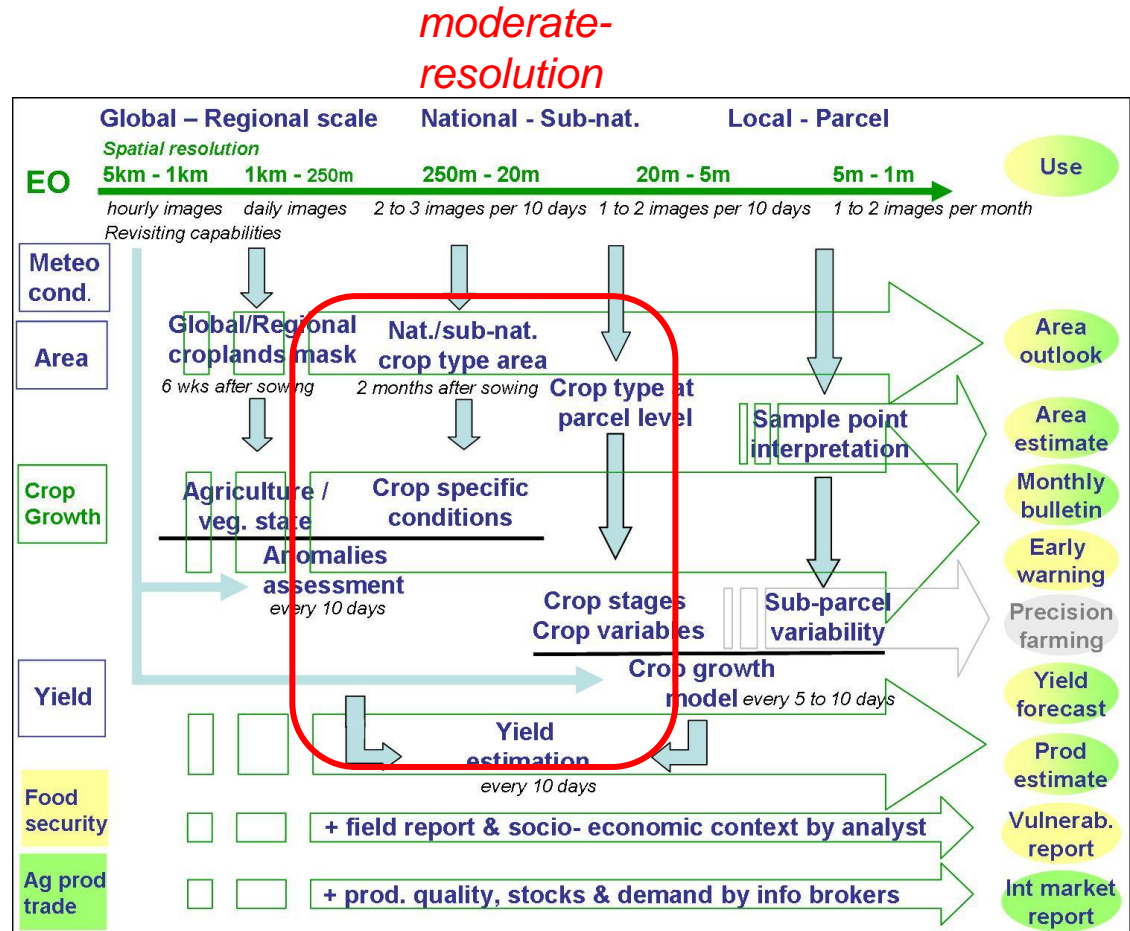 moderate-
resolution
Global – Regional scale National - Sub-nat. Local - Parcel
Spatial resolution
EO 5km - 1km 1km - 250m 250m - 20m 20m - 5m 5m - 1m Use
hourly images daily images 2 to 3 images per 10 days 1 to 2 images per 10 days 1 to 2 images per month
Revisiting capabilities
Meteo
cond.
Area
Global/Regional
croplands mask
6 wks after sowing
Nat./sub-nat.
crop type area
2 months after sowing
Crop type at
parcel level
Sample point
interpretation
Area
outlook
Area
estimate
Crop
Growth
Agriculture /
veg. state
Crop specific
conditions
Anomalies
assessment
every 10 days
Crop stages
Crop variables
Sub-parcel
variability
Monthly
bulletin
Early
warning
Precision
farming
Yield
Crop growth
model every 5 to 10 days
Yield
estimation
every 10 days
Yield
forecast
Prod
estimate
Food
security
+ field report & socio- economic context by analyst
Vulnerab.
report
Ag prod
trade
+ prod. quality, stocks & demand by info brokers
Int market
report